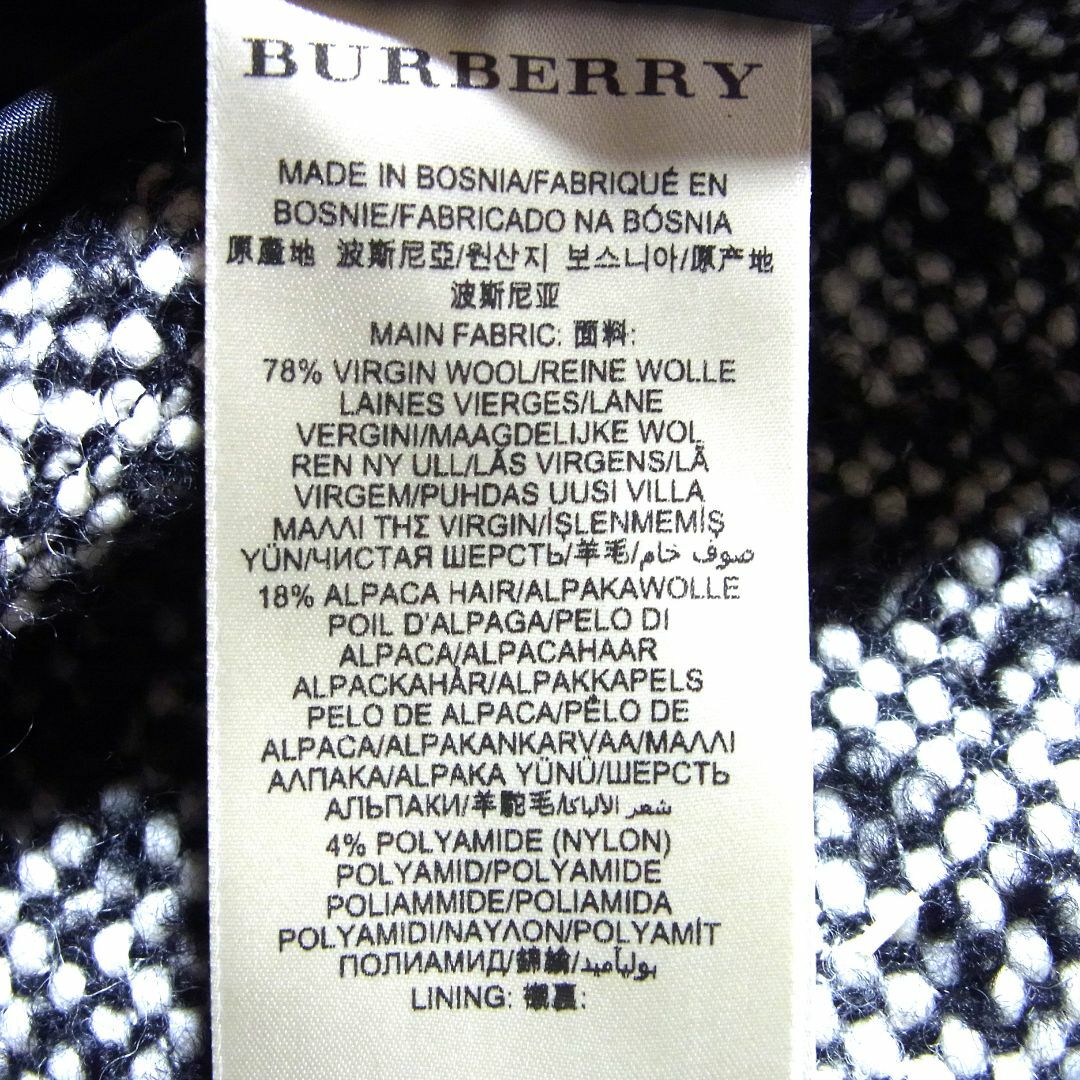 BURBERRY
MADE IN BOSNIA/FABRIQUÉ EN
BOSNIE/FABRICADO NA BÓSNIA
原產地 波斯尼亞/원산지 보스니아/原产地
波斯尼亚
MAIN FABRIC: 面料:
78% VIRGIN WOOL/REINE WOLLE
LAINES VIERGES/LANE
VERGINI/MAAGDELIJKE WOL
REN NY ULL/LÃS VIRGENS/LÃ
VIRGEM/PUHDAS UUSI VILLA
ΜΑΛΛΙ ΤΗΣ VIRGIN/İŞLENMEMİŞ
YÜN/ЧИСТАЯ ШЕРСТЬ/羊毛/صوف خام
18% ALPACA HAIR/ALPAKAWOLLE
POIL D'ALPAGA/PELO DI
ALPACA/ALPACAHAAR
ALPACKAHÅR/ALPAKKAPELS
PELO DE ALPACA/PÊLO DE
ALPACA/ALPAKANKARVAA/ΜΑΛΛΙ
ΑΛΠΑΚΑ/ALPAKA YÜNÜ/ШЕРСТЬ
АЛЬПАКИ/羊駝毛/شعر الألباكا
4% POLYAMIDE (NYLON)
POLYAMID/POLYAMIDE
POLIAMMIDE/POLIAMIDA
POLYAMIDI/ΝΑΥΛΟΝ/POLYAMİT
ПОЛИАМИД/錦綸/بولياميد
LINING: 襯裏: